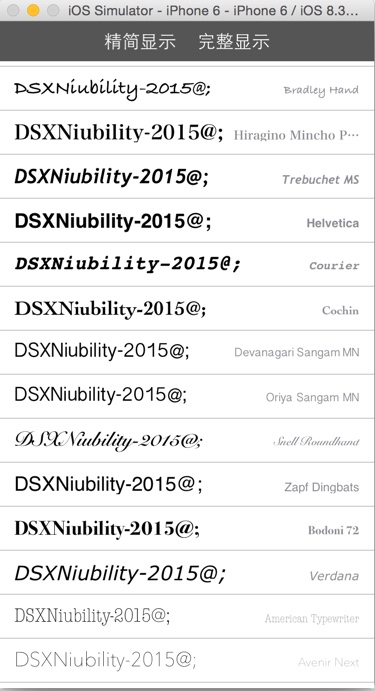 iOS Simulator - iPhone 6 - iPhone 6 / iOS 8.3...
精简显示 完整显示
DSXNiubility-2015@; Bradley Hand
DSXNiubility-2015@; Hiragino Mincho P...
DSXNiubility-2015@; Trebuchet MS
DSXNiubility-2015@; Helvetica
DSXNiubility-2015@; Courier
DSXNiubility-2015@; Cochin
DSXNiubility-2015@; Devanagari Sangam MN
DSXNiubility-2015@; Oriya Sangam MN
DSXNiubility-2015@; Snell Roundhand
DSXNiubility-2015@; Zapf Dingbats
DSXNiubility-2015@; Bodoni 72
DSXNiubility-2015@; Verdana
DSXNiubility-2015@; American Typewriter
DSXNiubility-2015@; Avenir Next